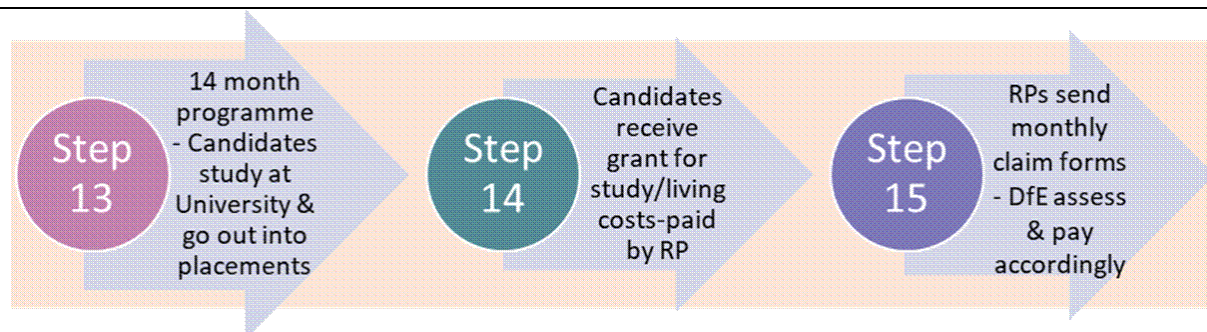 Step
13
14 month
programme
- Candidates
study at
University &
go out into
placements
Step
14
Candidates
receive
grant for
study/living
costs-paid
by RP
Step
15
RPs send
monthly
claim forms
- DfE assess
& pay
accordingly